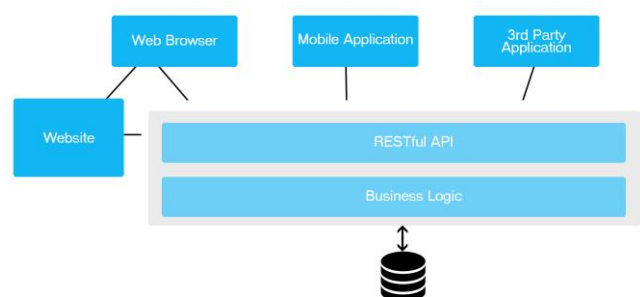 Web Browser
Mobile Application
3rd Party
Application
Website
RESTful API
Business Logic